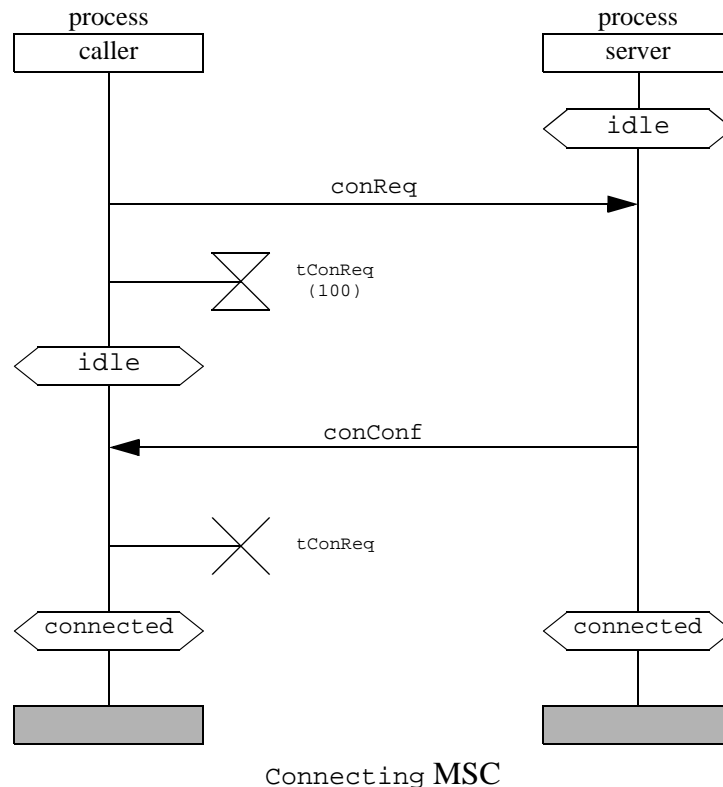 process
process
caller
server
idle
conReq
tConReq
(100)
idle
conConf
tConReq
connected
connected
Connecting MSC